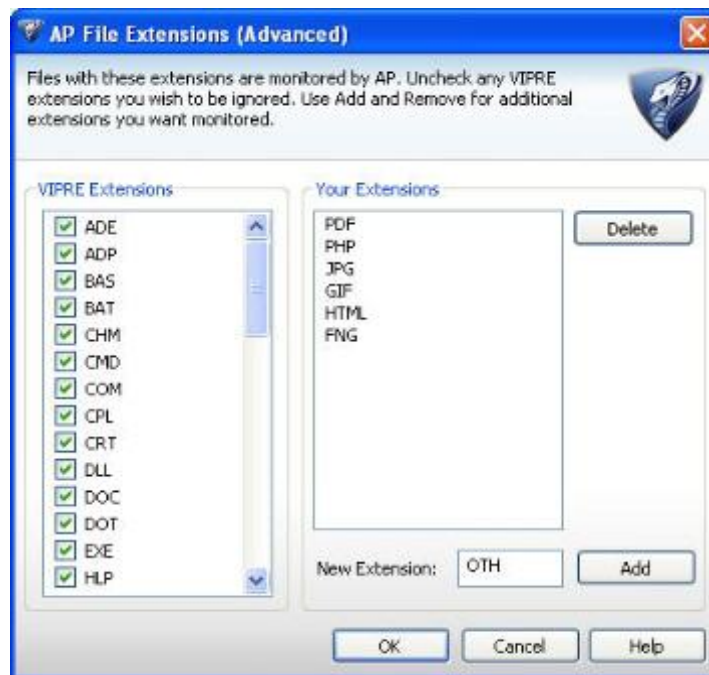 AP File Extensions (Advanced)
Files with these extensions are monitored by AP. Uncheck any VIPRE
extensions you wish to be ignored. Use Add and Remove for additional
extensions you want monitored.
VIPRE Extensions
ADE
ADP
BAS
BAT
CHM
CMD
COM
CPL
CRT
DLL
DOC
DOT
EXE
HLP
Your Extensions
PDF
PHP
JPG
GIF
HTML
FNG
Delete
New Extension: OTH
Add
OK Cancel Help